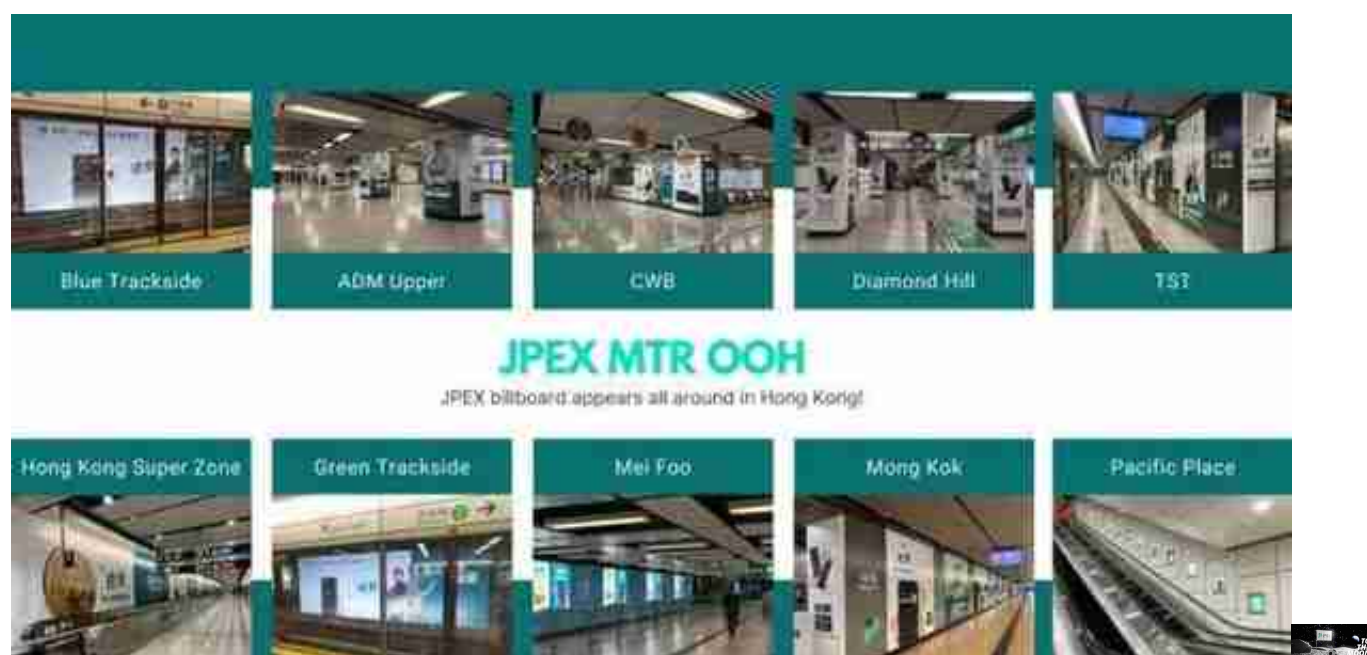 Blue Trackside
ADM Upper
CWB
Diamond Hill
TST
JPEX MTR OOH
JPEX billboard appears all around in Hong Kong!
Hong Kong Super Zone
Green Trackside
Mei Foo
Mong Kok
Pacific Place